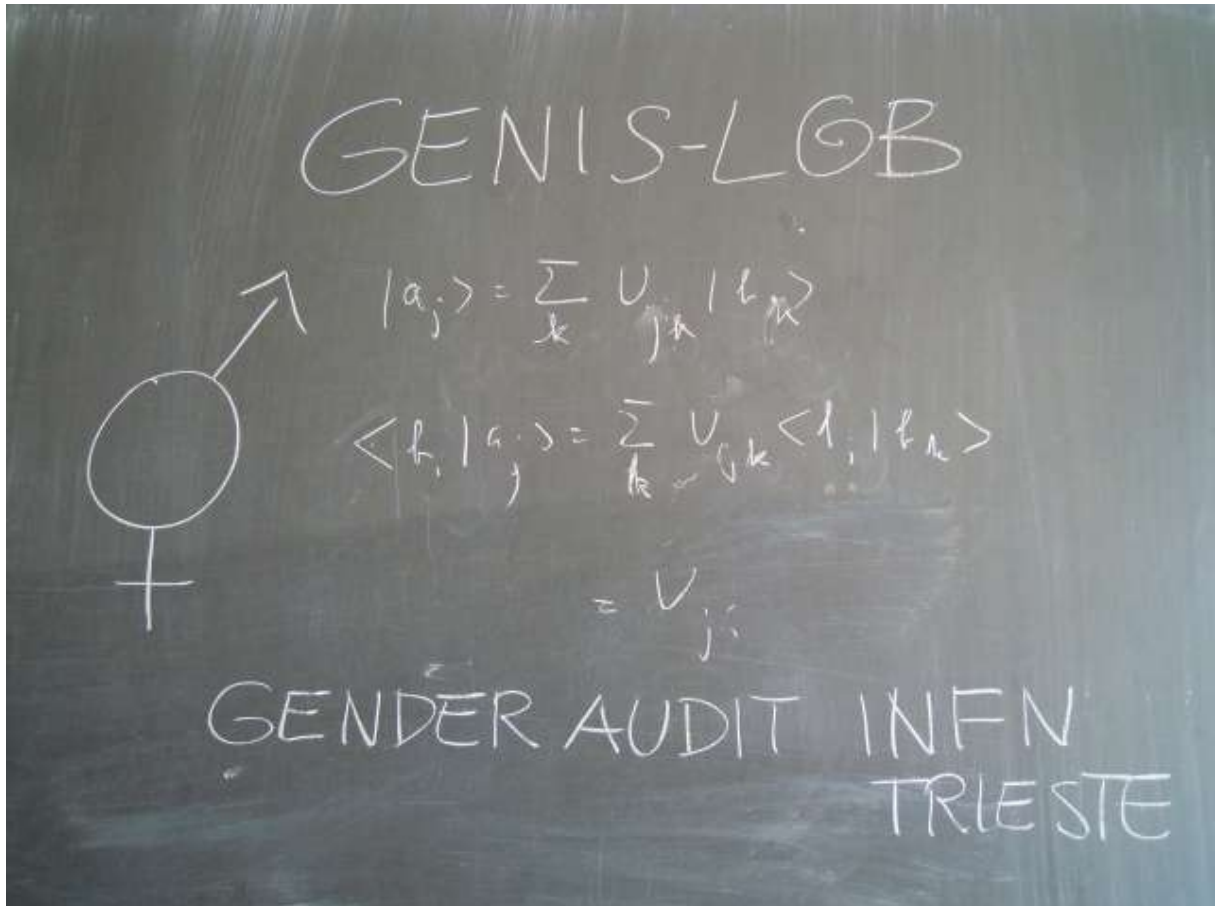 GENIS-LGB
|a_j> = Σ_k U_jk |b_k>
<b_i|a_j> = Σ_k U_jk <b_i|b_k>
= U_ji
GENDER AUDIT INFN
TRIESTE